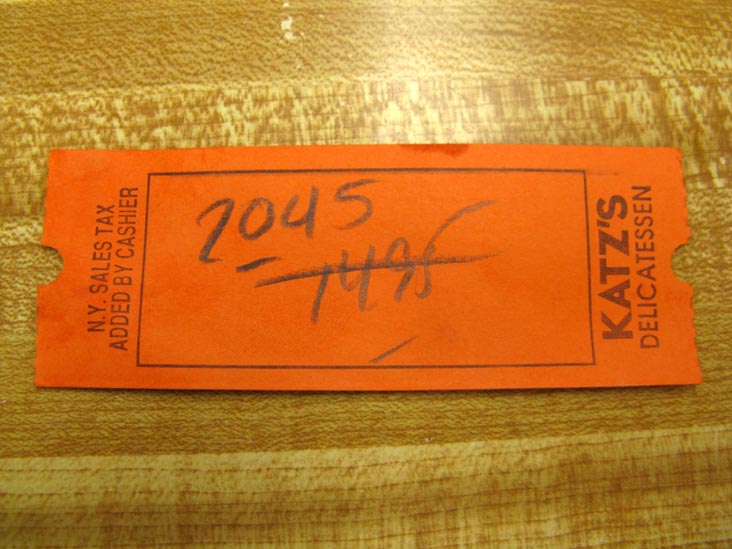 N.Y. SALES TAX
ADDED BY CASHIER
2045
1495
KATZ'S
DELICATESSEN